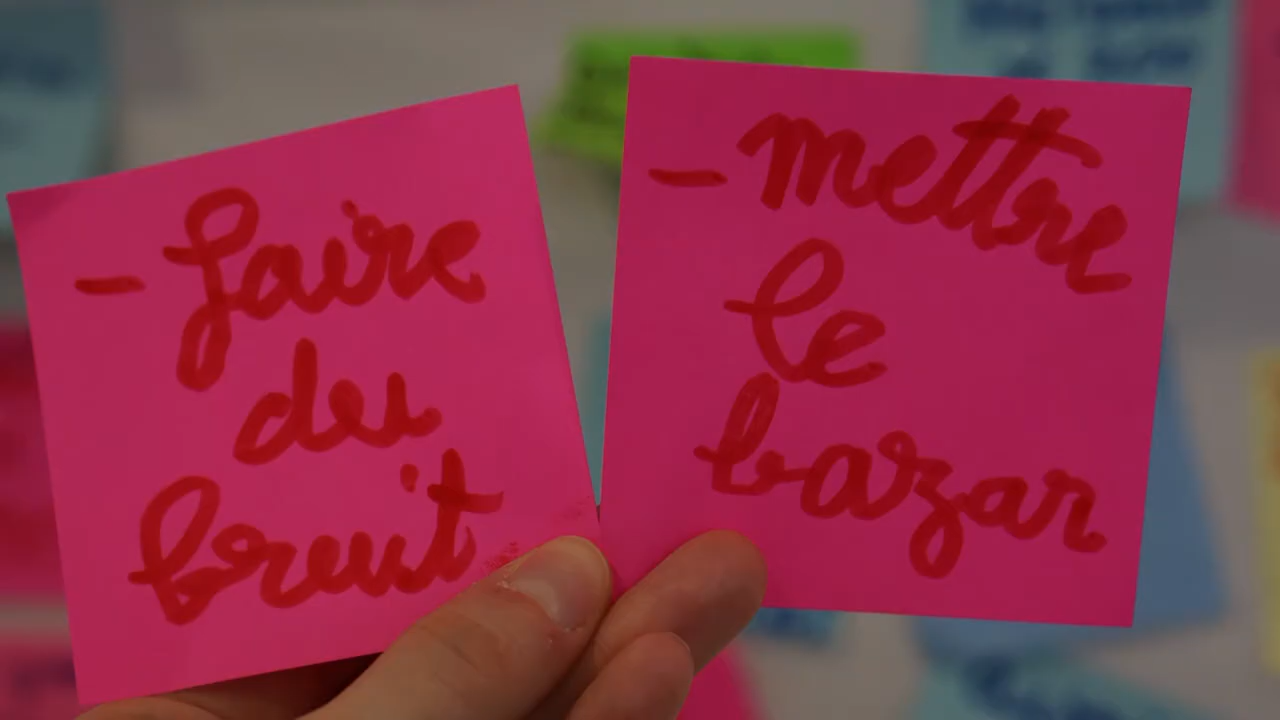 - faire
du
bruit
- mettre
le
bazar